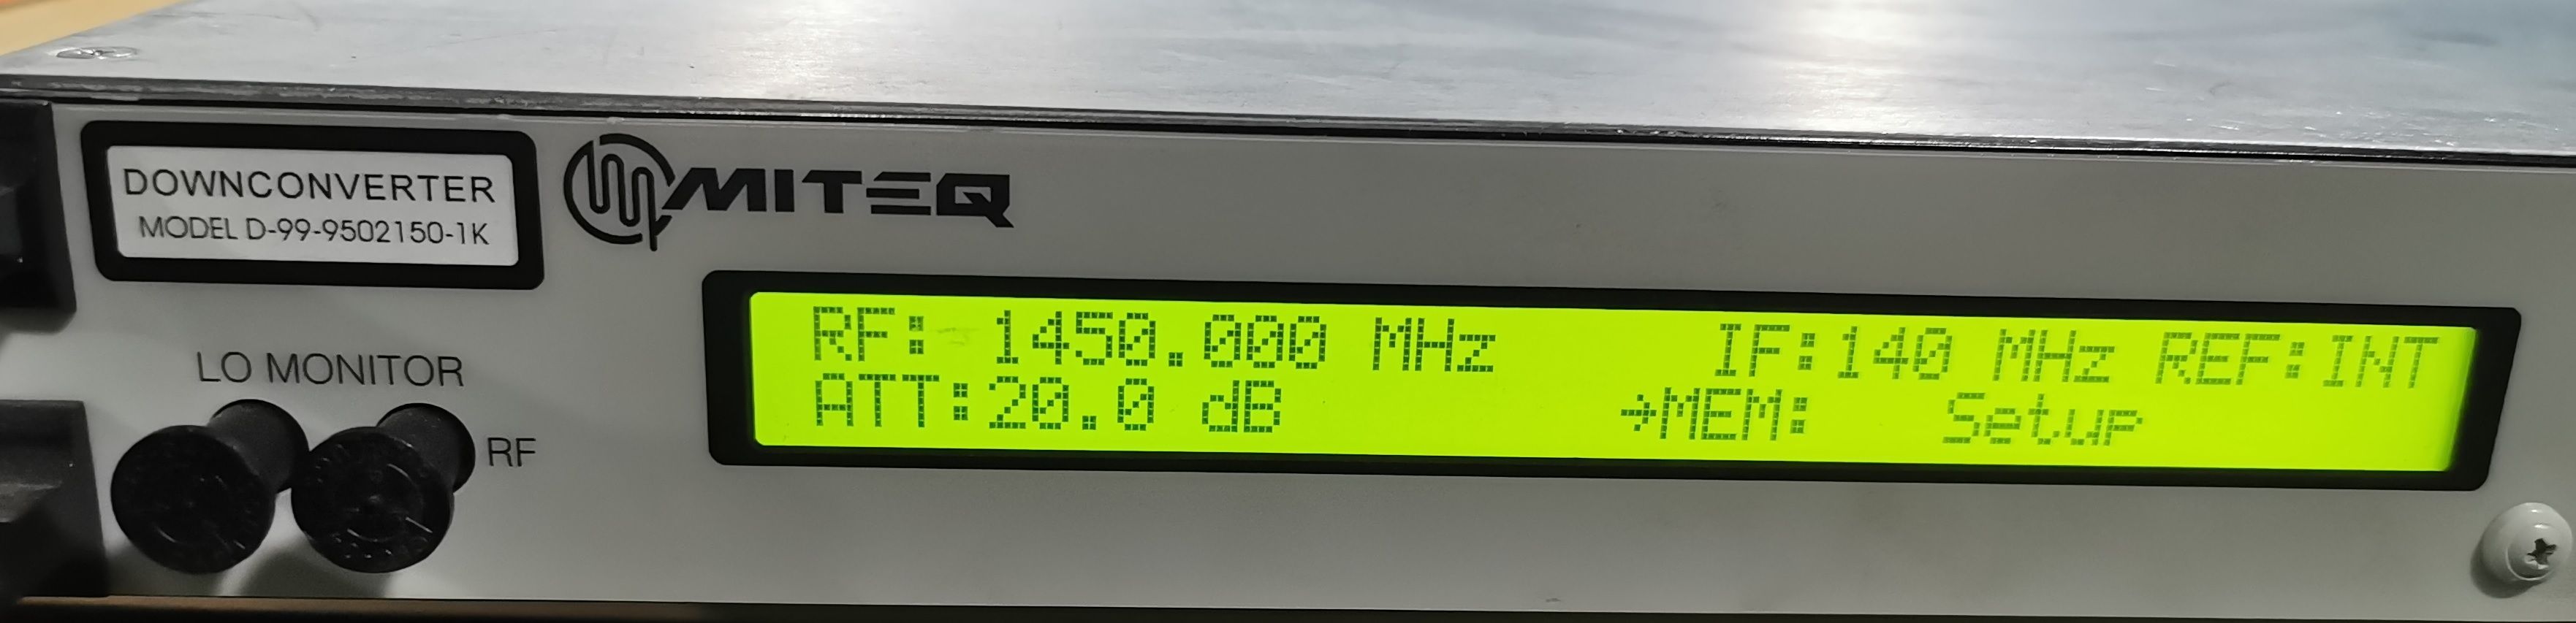 DOWNCONVERTER
MODEL D-99-9502150-1K
MITEQ
LO MONITOR
RF
RF: 1450.000 MHz IF:140 MHz REF:INT
ATT:20.0 dB →MEM: Setup